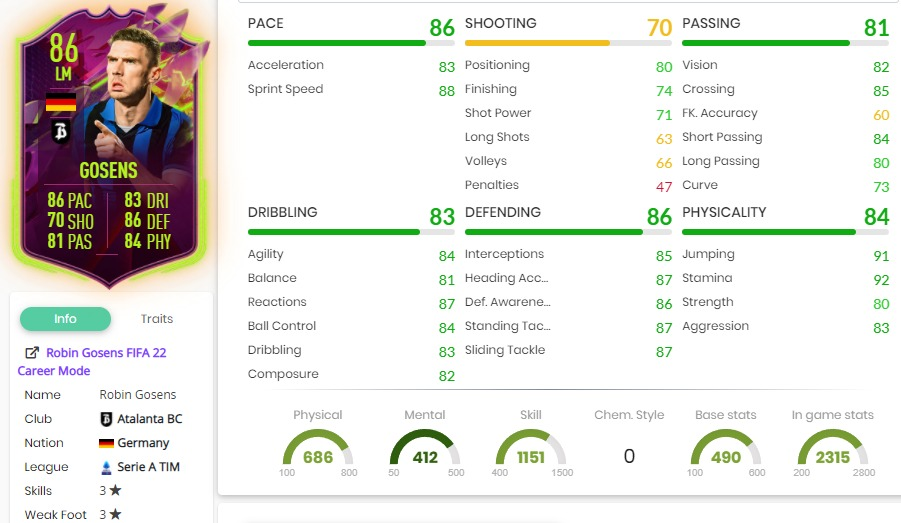 86
LM
GOSENS
86 PAC 83 DRI
70 SHO 86 DEF
81 PAS 84 PHY
Info Traits
Robin Gosens FIFA 22
Career Mode
Name Robin Gosens
Club Atalanta BC
Nation Germany
League Serie A TIM
Skills 3 ★
Weak Foot 3 ★
PACE 86
Acceleration 83
Sprint Speed 88
SHOOTING 70
Positioning 80
Finishing 74
Shot Power 71
Long Shots 63
Volleys 66
Penalties 47
PASSING 81
Vision 82
Crossing 85
FK. Accuracy 60
Short Passing 84
Long Passing 80
Curve 73
DRIBBLING 83
Agility 84
Balance 81
Reactions 87
Ball Control 84
Dribbling 83
Composure 82
DEFENDING 86
Interceptions 85
Heading Acc... 87
Def. Awarene... 86
Standing Tac... 87
Sliding Tackle 87
PHYSICALITY 84
Jumping 91
Stamina 92
Strength 80
Aggression 83
Physical Mental Skill Chem. Style Base stats In game stats
686 412 1151 0 490 2315
100 800 50 500 400 1500 100 600 200 2800